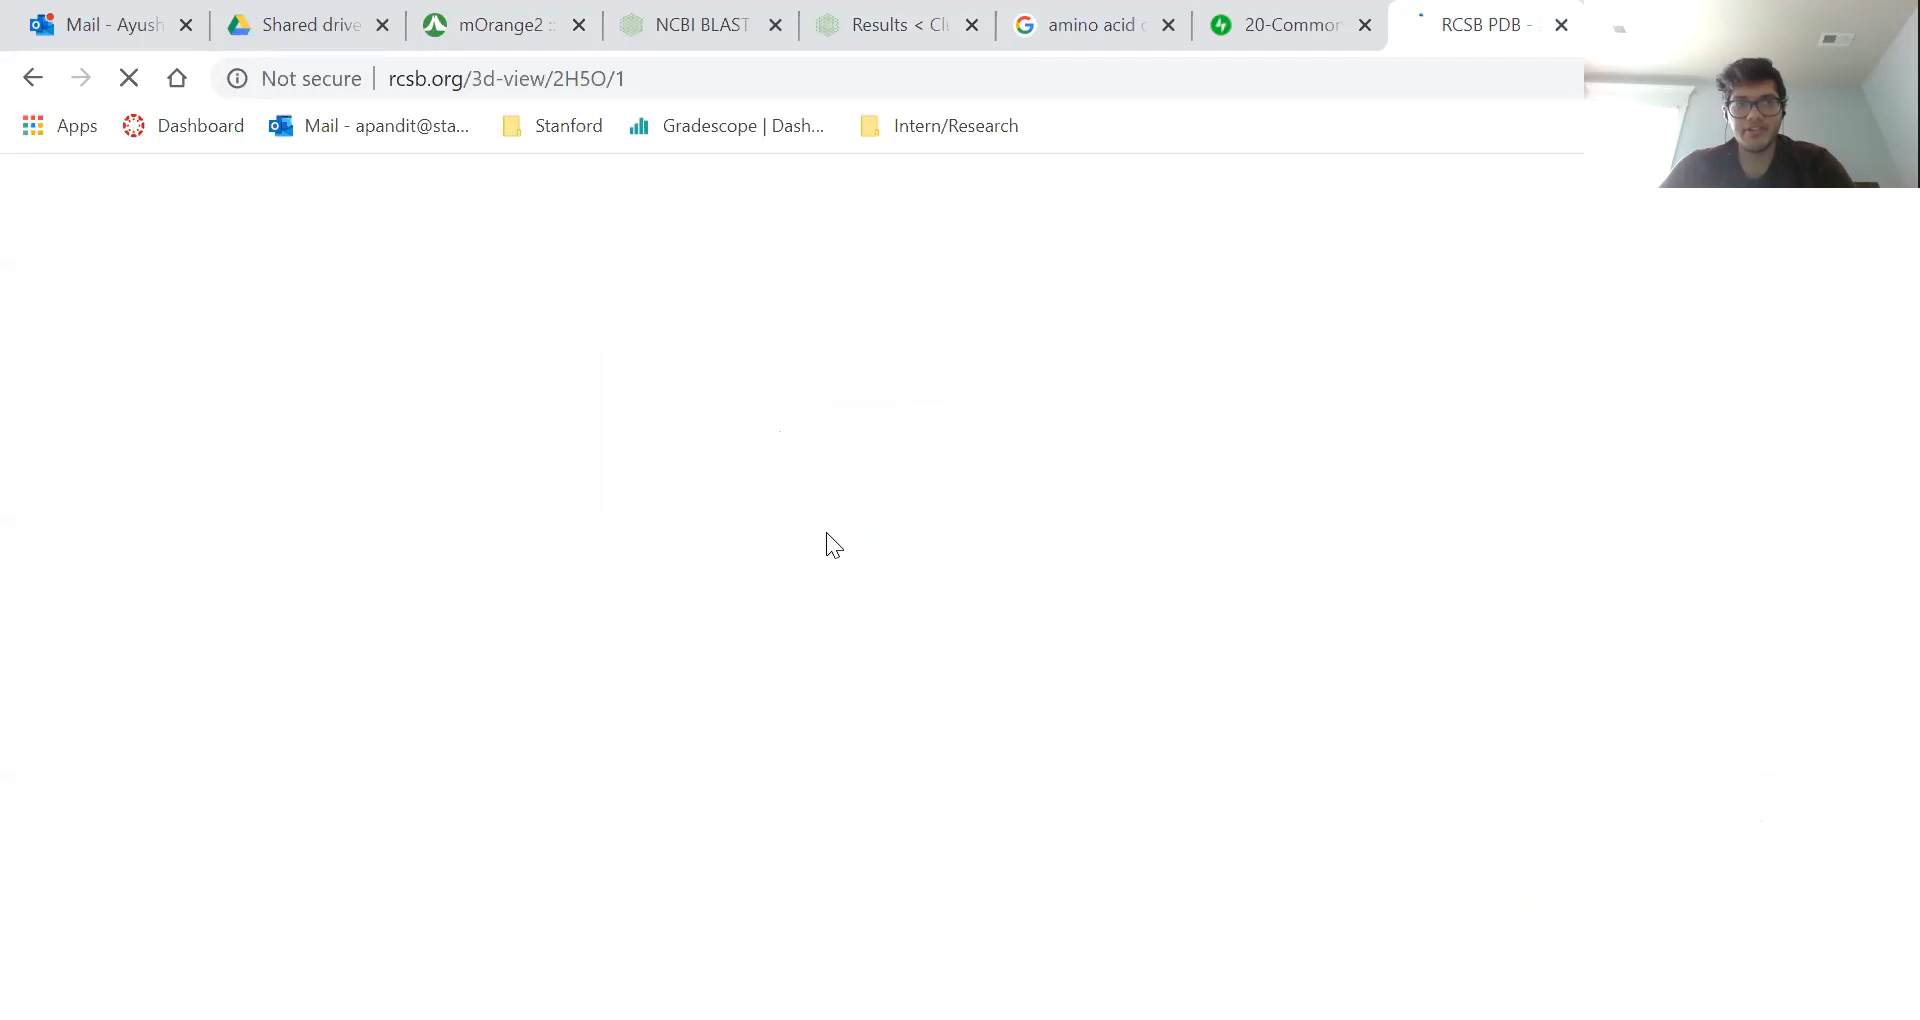 Mail - Ayush
Shared drive
mOrange2 ::
NCBI BLAST
Results < Cl
amino acid c
20-Common
RCSB PDB -
Not secure
rcsb.org/3d-view/2H5O/1
Apps
Dashboard
Mail - apandit@sta...
Stanford
Gradescope | Dash...
Intern/Research